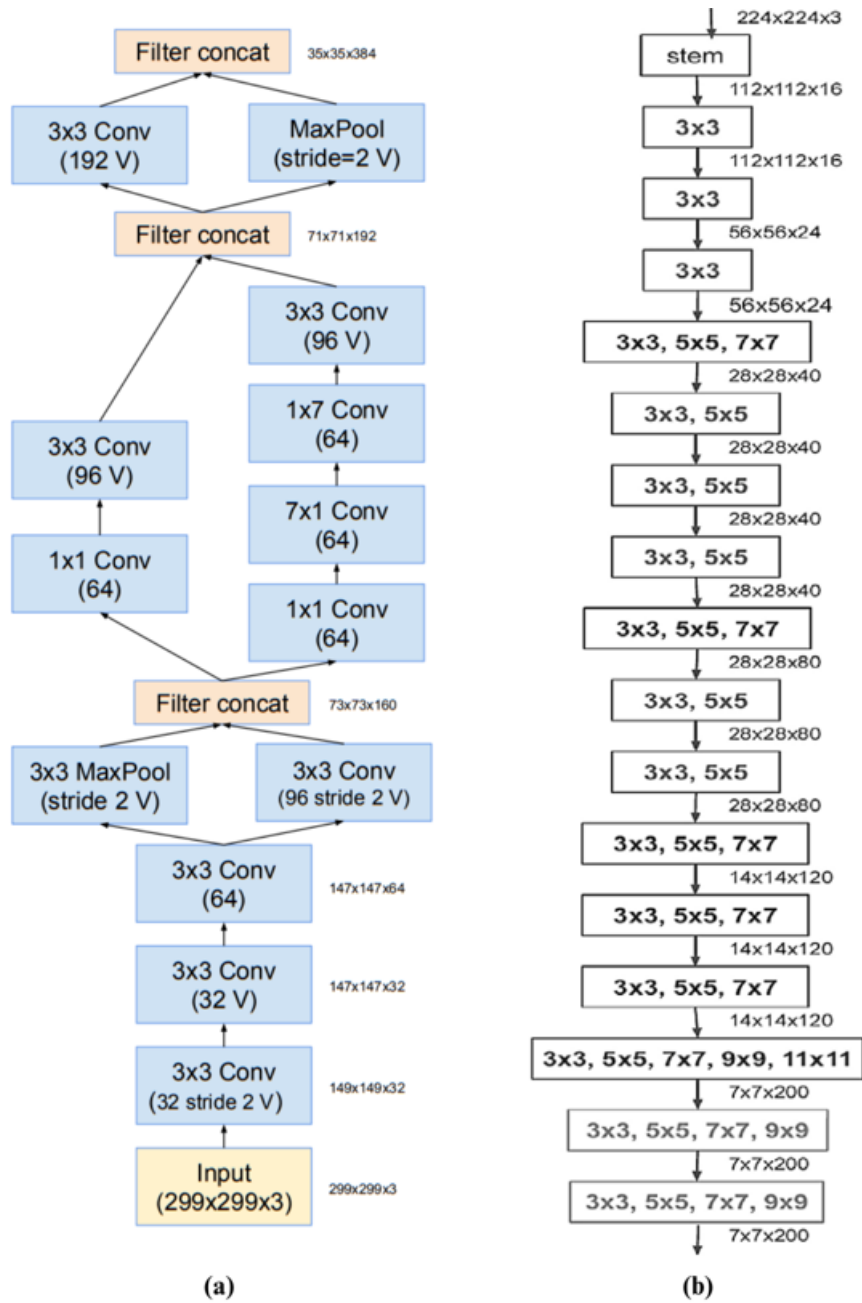 Filter concat 35x35x384
3x3 Conv
(192 V)
MaxPool
(stride=2 V)
Filter concat 71x71x192
3x3 Conv
(96 V)
1x7 Conv
(64)
3x3 Conv
(96 V)
7x1 Conv
(64)
1x1 Conv
(64)
1x1 Conv
(64)
Filter concat 73x73x160
3x3 MaxPool
(stride 2 V)
3x3 Conv
(96 stride 2 V)
3x3 Conv
(64)
147x147x64
3x3 Conv
(32 V)
147x147x32
3x3 Conv
(32 stride 2 V)
149x149x32
Input
(299x299x3)
299x299x3
(a)
224x224x3
stem
112x112x16
3x3
112x112x16
3x3
56x56x24
3x3
56x56x24
3x3, 5x5, 7x7
28x28x40
3x3, 5x5
28x28x40
3x3, 5x5
28x28x40
3x3, 5x5
28x28x40
3x3, 5x5, 7x7
28x28x80
3x3, 5x5
28x28x80
3x3, 5x5
28x28x80
3x3, 5x5, 7x7
14x14x120
3x3, 5x5, 7x7
14x14x120
3x3, 5x5, 7x7
14x14x120
3x3, 5x5, 7x7, 9x9, 11x11
7x7x200
3x3, 5x5, 7x7, 9x9
7x7x200
3x3, 5x5, 7x7, 9x9
7x7x200
(b)